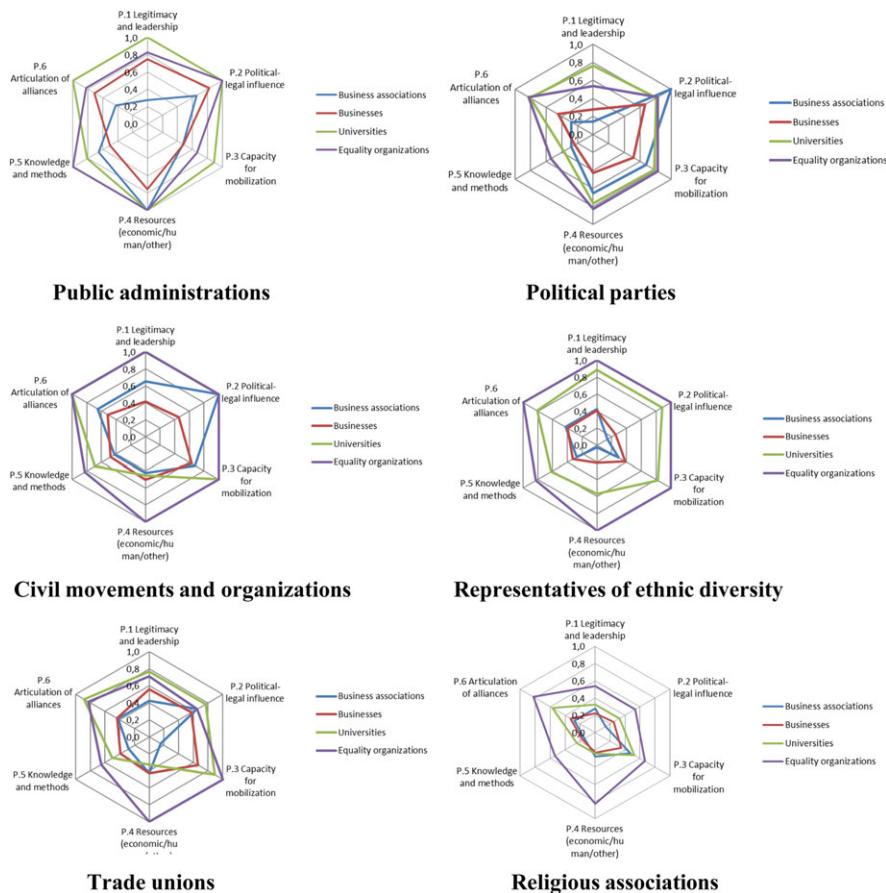 P.1 Legitimacy
and leadership
1,0
0,8
0,6
0,4
0,2
0,0
P.2 Political-
legal influence
P.3 Capacity
for
mobilization
P.4 Resources
(economic/hu
man/other)
P.5 Knowledge
and methods
P.6
Articulation of
alliances
Business associations
Businesses
Universities
Equality organizations
Public administrations
P.1 Legitimacy
and leadership
1,0
0,8
0,6
0,4
0,2
0,0
P.2 Political-
legal influence
P.3 Capacity
for
mobilization
P.4 Resources
(economic/hu
man/other)
P.5 Knowledge
and methods
P.6
Articulation of
alliances
Business associations
Businesses
Universities
Equality organizations
Political parties
P.1 Legitimacy
and leadership
1,0
0,8
0,6
0,4
0,2
0,0
P.2 Political-
legal influence
P.3 Capacity
for
mobilization
P.4 Resources
(economic/hu
man/other)
P.5 Knowledge
and methods
P.6
Articulation of
alliances
Business associations
Businesses
Universities
Equality organizations
Civil movements and organizations
P.1 Legitimacy
and leadership
1,0
0,8
0,6
0,4
0,2
0,0
P.2 Political-
legal influence
P.3 Capacity
for
mobilization
P.4 Resources
(economic/hu
man/other)
P.5 Knowledge
and methods
P.6
Articulation of
alliances
Business associations
Businesses
Universities
Equality organizations
Representatives of ethnic diversity
P.1 Legitimacy
and leadership
1,0
0,8
0,6
0,4
0,2
0,0
P.2 Political-
legal influence
P.3 Capacity
for
mobilization
P.4 Resources
(economic/hu
man/other)
P.5 Knowledge
and methods
P.6
Articulation of
alliances
Business associations
Businesses
Universities
Equality organizations
Trade unions
P.1 Legitimacy
and leadership
1,0
0,8
0,6
0,4
0,2
0,0
P.2 Political-
legal influence
P.3 Capacity
for
mobilization
P.4 Resources
(economic/hu
man/other)
P.5 Knowledge
and methods
P.6 Articulation
of alliances
Business associations
Businesses
Universities
Equality organizations
Religious associations